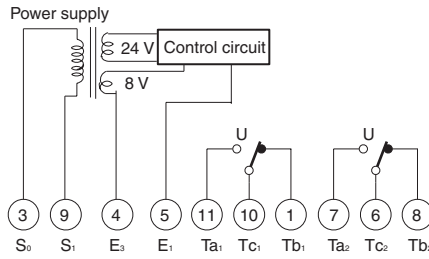 Power supply
24 V
Control circuit
8 V
U
U
3
9
4
5
11
10
1
7
6
8
S₀
S₁
E₃
E₁
Ta₁
Tc₁
Tb₁
Ta₂
Tc₂
Tb₂